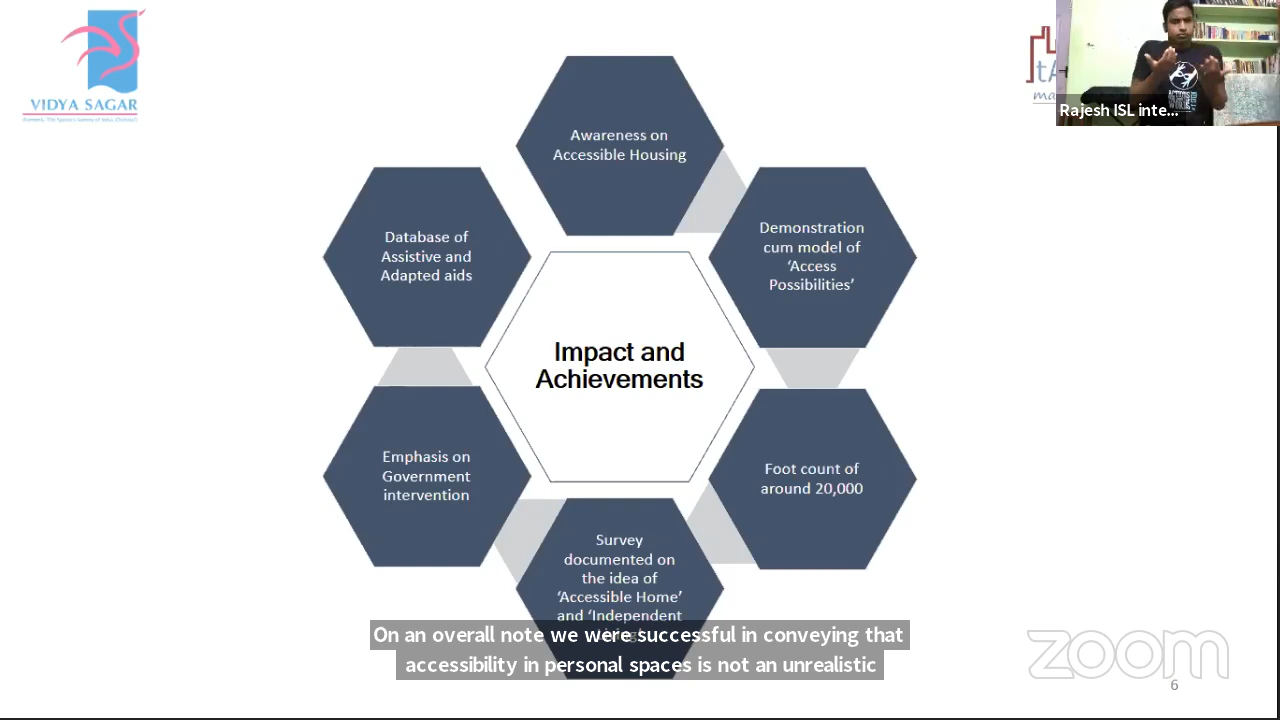 VIDYA SAGAR
Rajesh ISL inte...
Awareness on
Accessible Housing
Demonstration
cum model of
‘Access
Possibilities’
Foot count of
around 20,000
Survey
documented on
the idea of
‘Accessible Home’
and ‘Independent
Emphasis on
Government
intervention
Database of
Assistive and
Adapted aids
Impact and
Achievements
On an overall note we were successful in conveying that
accessibility in personal spaces is not an unrealistic
zoom
6